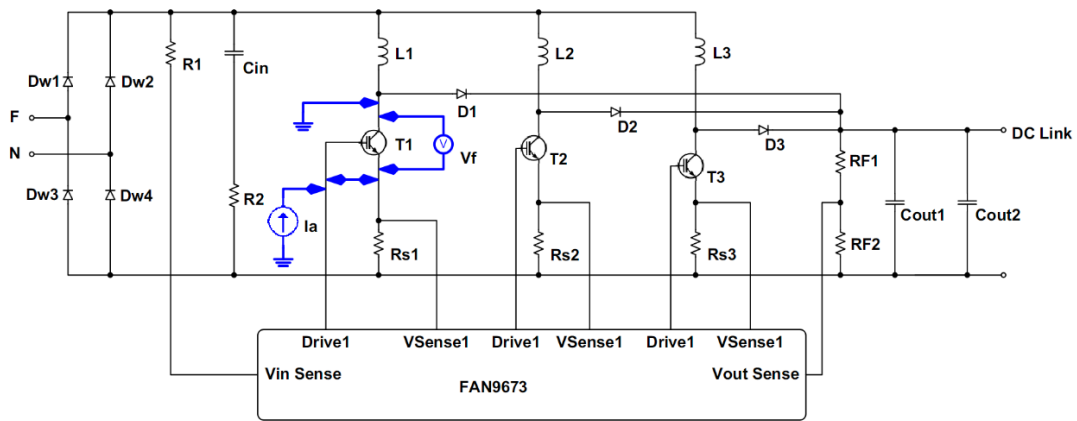 L1
L2
L3
R1
Cin
Dw1
Dw2
D1
F
D2
DC Link
T1
V
Vf
T2
D3
RF1
N
T3
Dw3
Dw4
R2
Ia
Cout1
Cout2
Rs1
Rs2
Rs3
RF2
Drive1 VSense1 Drive1 VSense1 Drive1 VSense1
Vin Sense Vout Sense
FAN9673